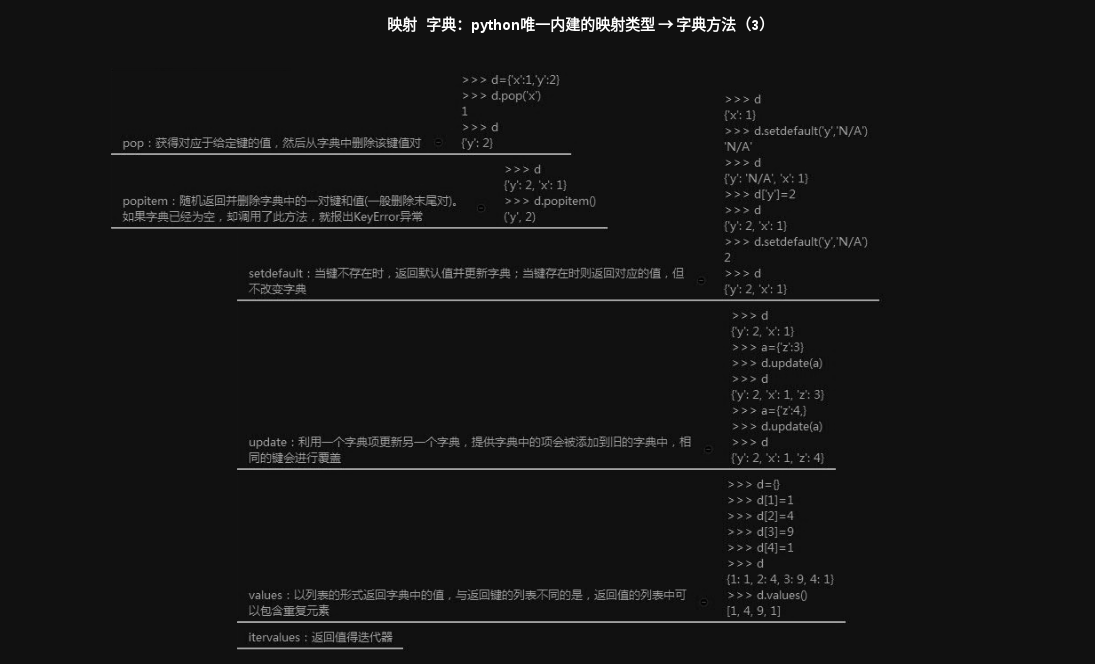 映射 字典：python唯一内建的映射类型→字典方法（3）
>>> d={'x':1,'y':2}
>>> d.pop('x')
1
>>> d
{'y': 2}
pop：获得对应于给定键的值，然后从字典中删除该键值对
>>> d
{'y': 2, 'x': 1}
>>> d.popitem()
('y', 2)
popitem：随机返回并删除字典中的一对键和值(一般删除末尾对)。
如果字典已经为空，却调用了此方法，就报出KeyError异常
>>> d
{'x': 1}
>>> d.setdefault('y','N/A')
'N/A'
>>> d
{'y': 'N/A', 'x': 1}
>>> d['y']=2
>>> d
{'y': 2, 'x': 1}
>>> d.setdefault('y','N/A')
2
>>> d
{'y': 2, 'x': 1}
setdefault：当键不存在时，返回默认值并更新字典；当键存在时则返回对应的值，但
不改变字典
>>> d
{'y': 2, 'x': 1}
>>> a={'z':3}
>>> d.update(a)
>>> d
{'y': 2, 'x': 1, 'z': 3}
>>> a={'z':4,}
>>> d.update(a)
>>> d
{'y': 2, 'x': 1, 'z': 4}
update：利用一个字典项更新另一个字典，提供字典中的项会被添加到旧的字典中，相
同的键会进行覆盖
>>> d={}
>>> d[1]=1
>>> d[2]=4
>>> d[3]=9
>>> d[4]=1
>>> d
{1: 1, 2: 4, 3: 9, 4: 1}
>>> d.values()
[1, 4, 9, 1]
values：以列表的形式返回字典中的值，与返回键的列表不同的是，返回值的列表中可
以包含重复元素
itervalues：返回值得迭代器